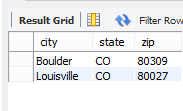 Result Grid Filter Row
city state zip
Boulder CO 80309
Louisville CO 80027